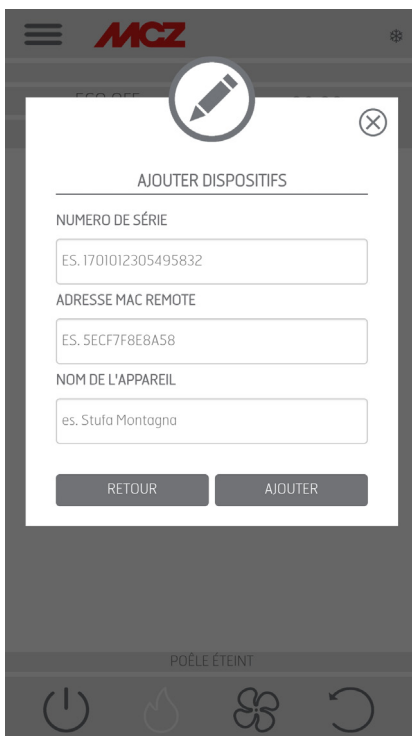 MCZ
AJOUTER DISPOSITIFS
NUMERO DE SÉRIE
ES. 1701012305495832
ADRESSE MAC REMOTE
ES. 5ECF7F8E8A58
NOM DE L'APPAREIL
es. Stufa Montagna
RETOUR AJOUTER
POÊLE ÉTEINT